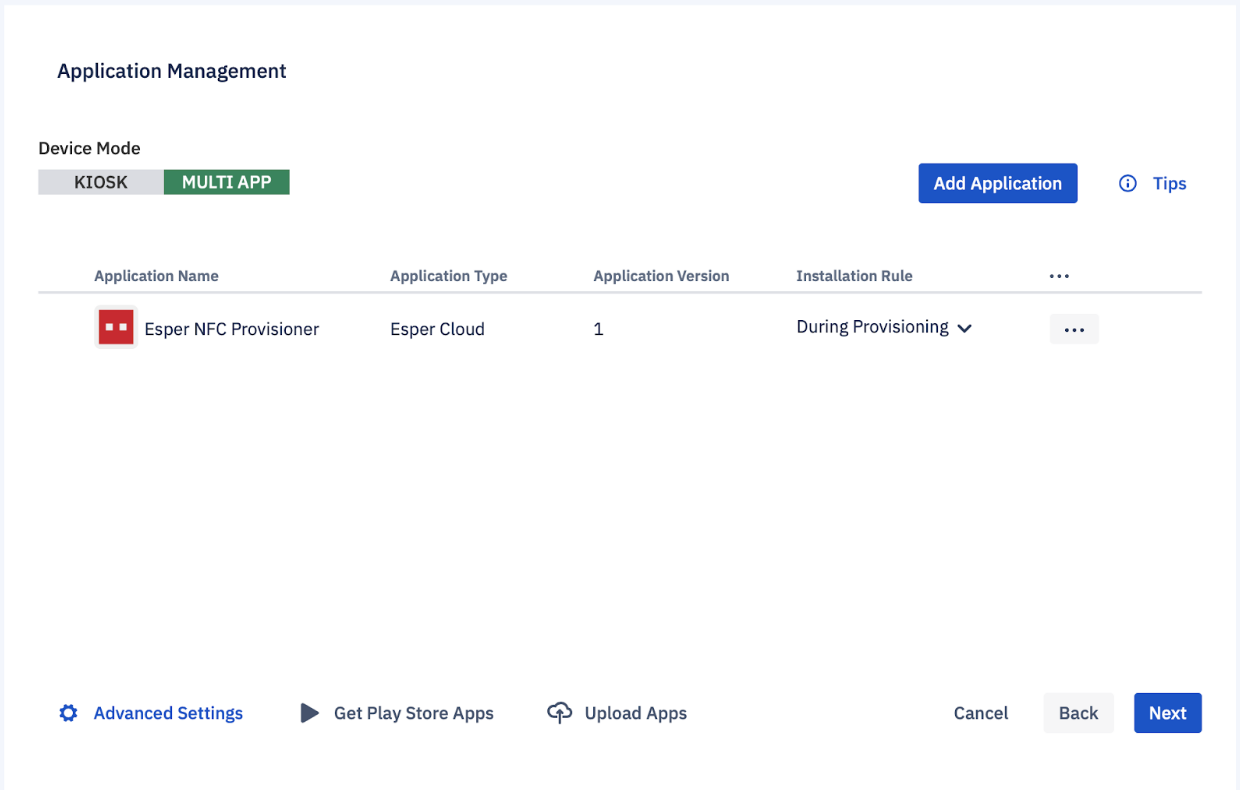 Application Management
Device Mode
KIOSK MULTI APP
Add Application Tips
Application Name Application Type Application Version Installation Rule ...
Esper NFC Provisioner Esper Cloud 1 During Provisioning ...
Advanced Settings Get Play Store Apps Upload Apps Cancel Back Next